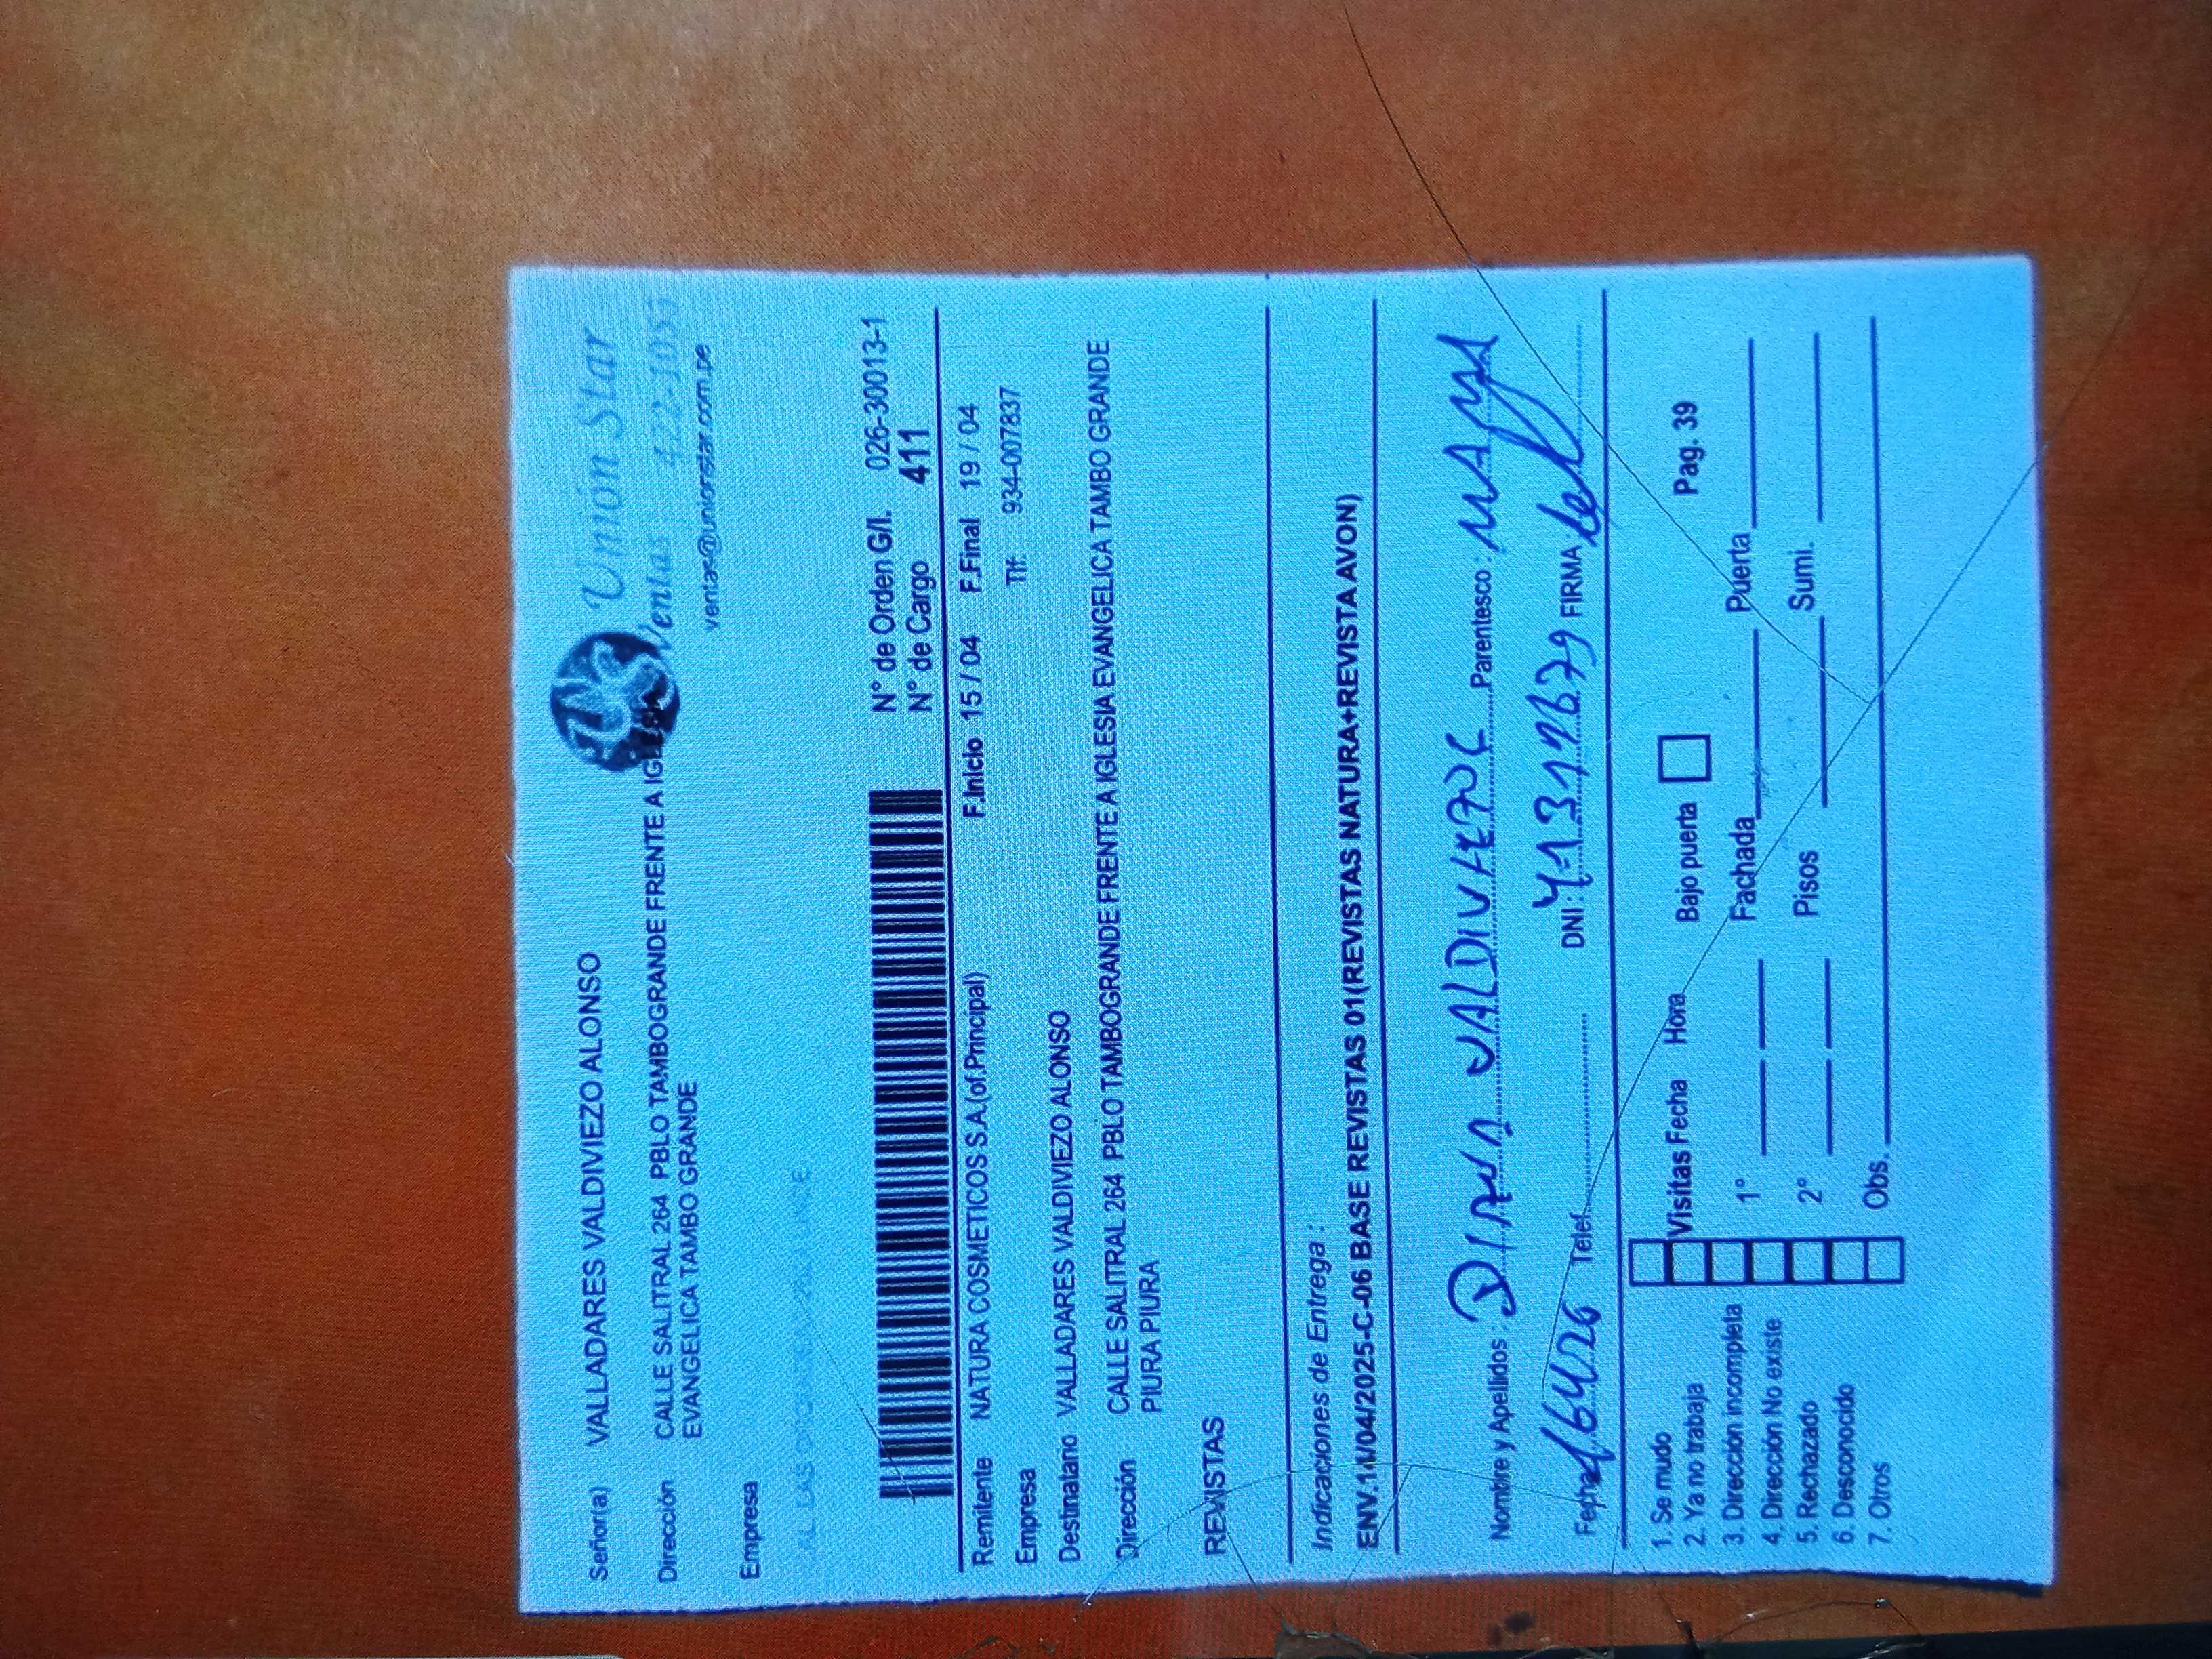 Unión Star
Señor(a) VALLADARES VALDIVIEZO ALONSO
Ventas: 422-1053
Dirección CALLE SALITRAL 264 PBLO TAMBOGRANDE FRENTE A IGLESIA
EVANGELICA TAMBO GRANDE
ventas@unionstar.com.pe
Empresa
N° de Orden G/I. 026-30013-1
N° de Cargo 411
Remitente NATURA COSMETICOS S.A.(of.Principal) F.Inicio 15 / 04 F.Final 19 / 04
Empresa Tlf: 934-007837
Destinatario VALLADARES VALDIVIEZO ALONSO
Dirección CALLE SALITRAL 264 PBLO TAMBOGRANDE FRENTE A IGLESIA EVANGELICA TAMBO GRANDE
PIURA PIURA
REVISTAS
Indicaciones de Entrega :
ENV.14/04/2025-C-06 BASE REVISTAS 01(REVISTAS NATURA+REVISTA AVON)
Nombre y Apellidos : DINA Parentesco :
Fecha Telef. DNI: FIRMA
1. Se mudo
2. Ya no trabaja Visitas Fecha Hora Bajo puerta Pag. 39
3. Dirección incompleta 1° Fachada Puerta
4. Dirección No existe
5. Rechazado 2° Pisos Sumi.
6. Desconocido
7. Otros Obs.